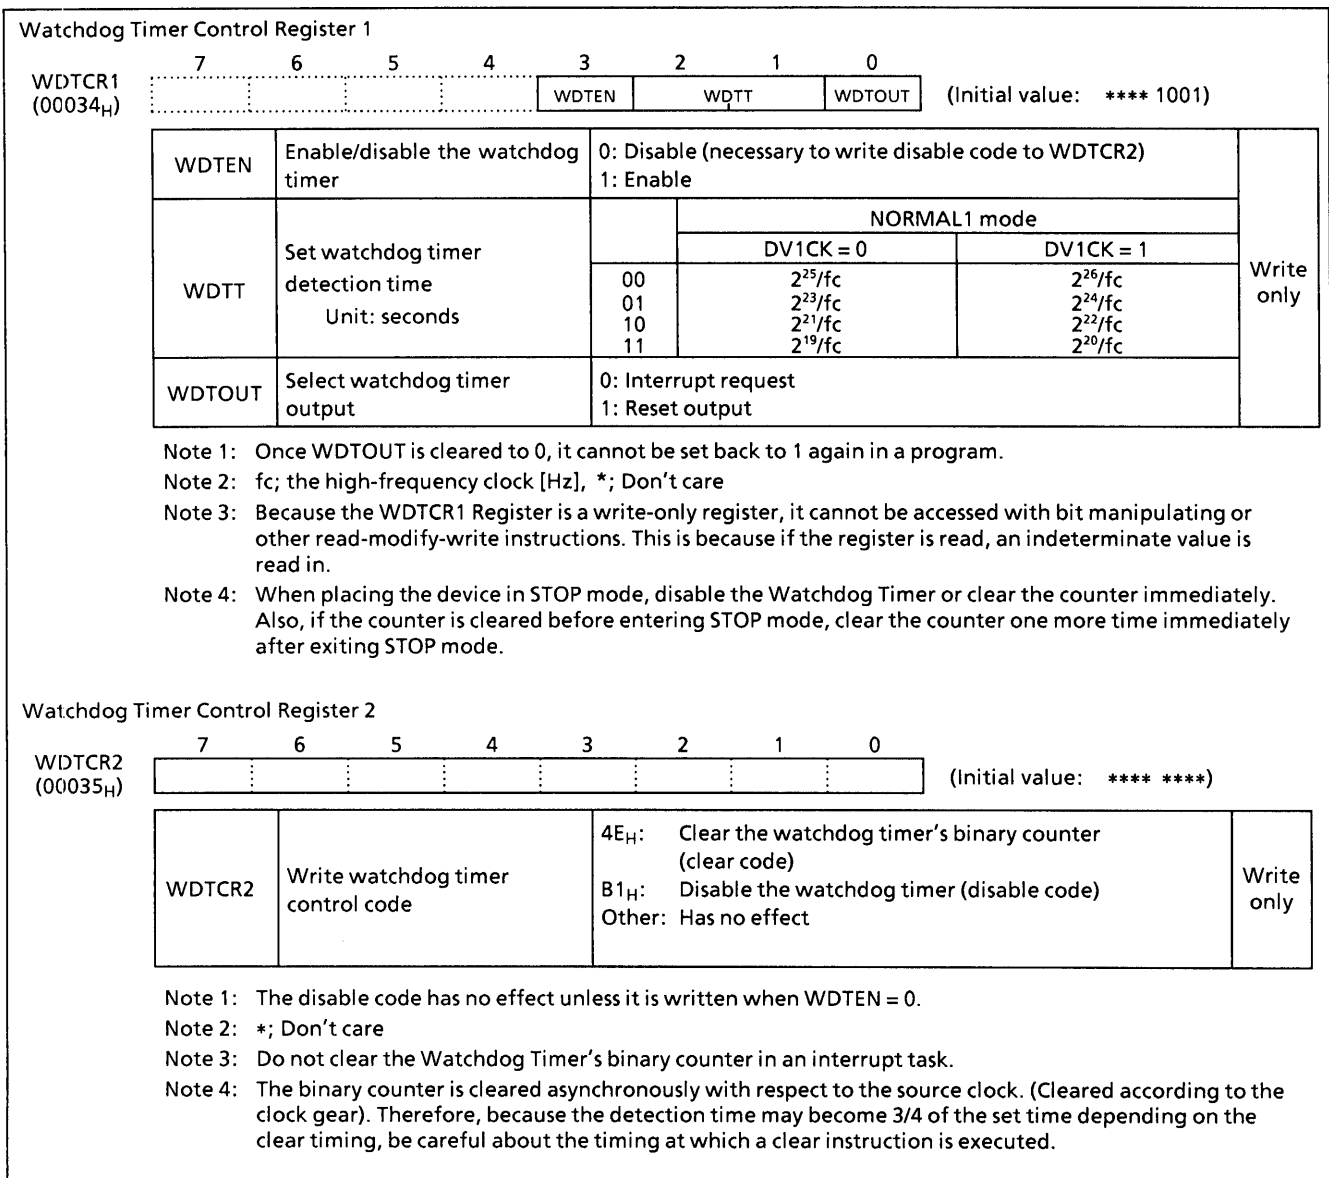 Watchdog Timer Control Register 1
7 6 5 4 3 2 1 0
WDTCR1
(00034H)
WDTEN WDTT WDTOUT (Initial value: **** 1001)
WDTEN
Enable/disable the watchdog
timer
0: Disable (necessary to write disable code to WDTCR2)
1: Enable
WDTT
Set watchdog timer
detection time
Unit: seconds
NORMAL1 mode
DV1CK = 0 DV1CK = 1
00 2²⁵/fc 2²⁶/fc
01 2²³/fc 2²⁴/fc
10 2²¹/fc 2²²/fc
11 2¹⁹/fc 2²⁰/fc
WDTOUT
Select watchdog timer
output
0: Interrupt request
1: Reset output
Write
only
Note 1: Once WDTOUT is cleared to 0, it cannot be set back to 1 again in a program.
Note 2: fc; the high-frequency clock [Hz], *; Don't care
Note 3: Because the WDTCR1 Register is a write-only register, it cannot be accessed with bit manipulating or
other read-modify-write instructions. This is because if the register is read, an indeterminate value is
read in.
Note 4: When placing the device in STOP mode, disable the Watchdog Timer or clear the counter immediately.
Also, if the counter is cleared before entering STOP mode, clear the counter one more time immediately
after exiting STOP mode.
Watchdog Timer Control Register 2
7 6 5 4 3 2 1 0
WDTCR2
(00035H)
(Initial value: **** ****)
WDTCR2
Write watchdog timer
control code
4EH: Clear the watchdog timer's binary counter
(clear code)
B1H: Disable the watchdog timer (disable code)
Other: Has no effect
Write
only
Note 1: The disable code has no effect unless it is written when WDTEN = 0.
Note 2: *; Don't care
Note 3: Do not clear the Watchdog Timer's binary counter in an interrupt task.
Note 4: The binary counter is cleared asynchronously with respect to the source clock. (Cleared according to the
clock gear). Therefore, because the detection time may become 3/4 of the set time depending on the
clear timing, be careful about the timing at which a clear instruction is executed.